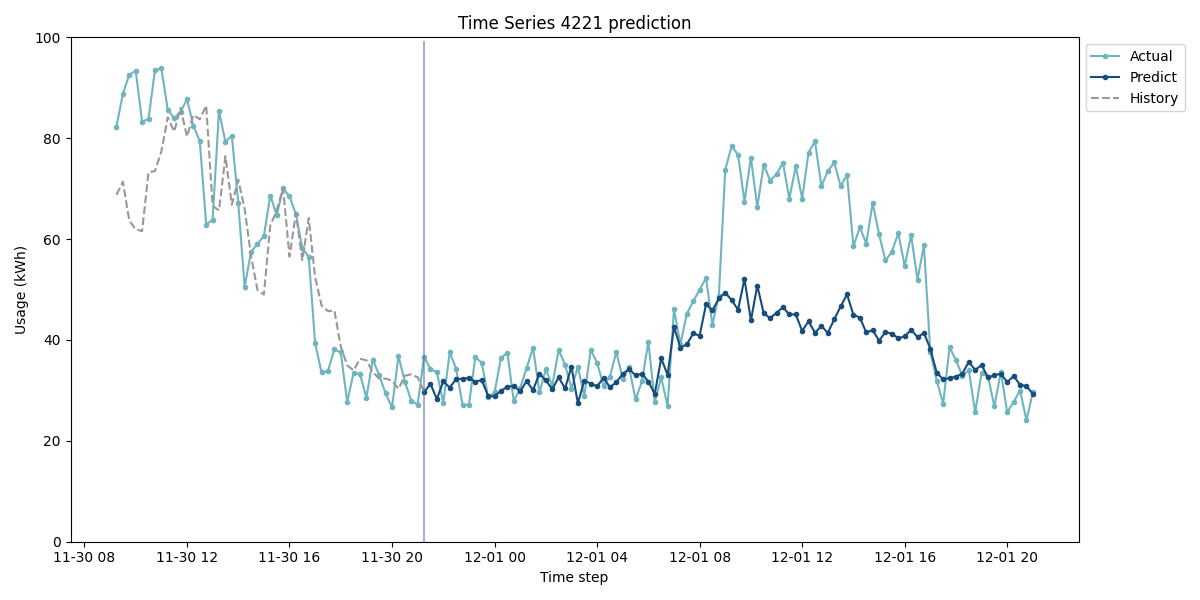 Time Series 4221 prediction
Usage (kWh)
100
80
60
40
20
0
11-30 08
11-30 12
11-30 16
11-30 20
12-01 00
12-01 04
12-01 08
12-01 12
12-01 16
12-01 20
Time step
Actual
Predict
History